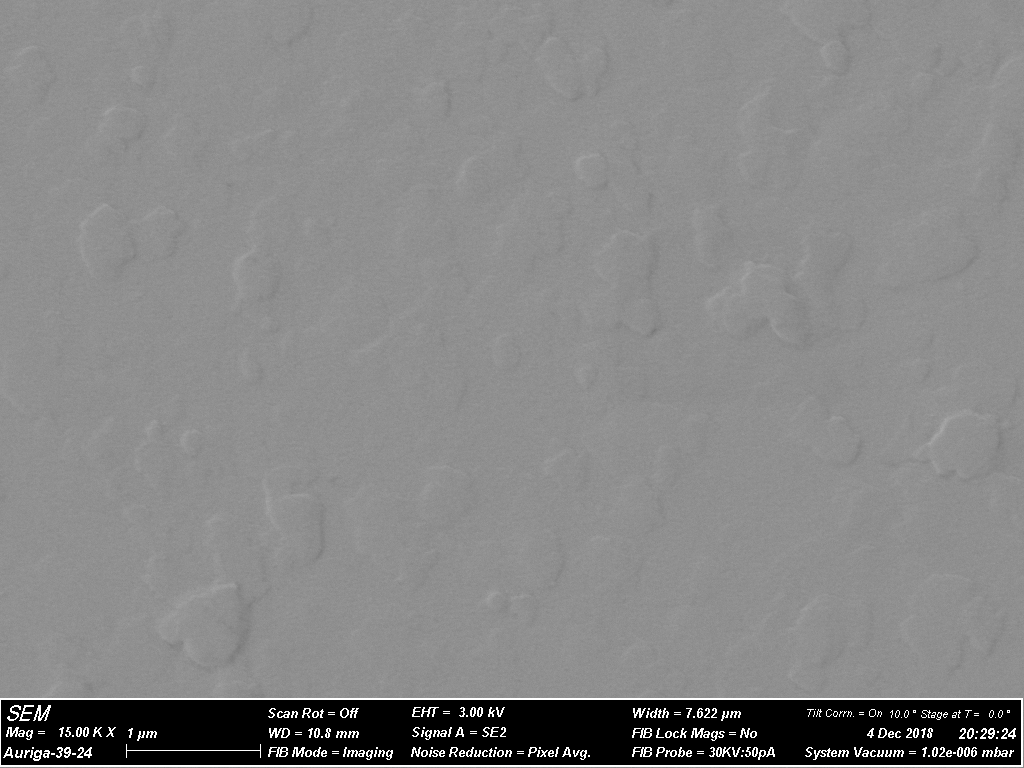 SEM
Mag = 15.00 K X 1 µm
Auriga-39-24
Scan Rot = Off
WD = 10.8 mm
FIB Mode = Imaging
EHT = 3.00 kV
Signal A = SE2
Noise Reduction = Pixel Avg.
Width = 7.622 µm
FIB Lock Mags = No
FIB Probe = 30KV:50pA
Tilt Corrn. = On 10.0 ° Stage at T = 0.0 °
4 Dec 2018 20:29:24
System Vacuum = 1.02e-006 mbar